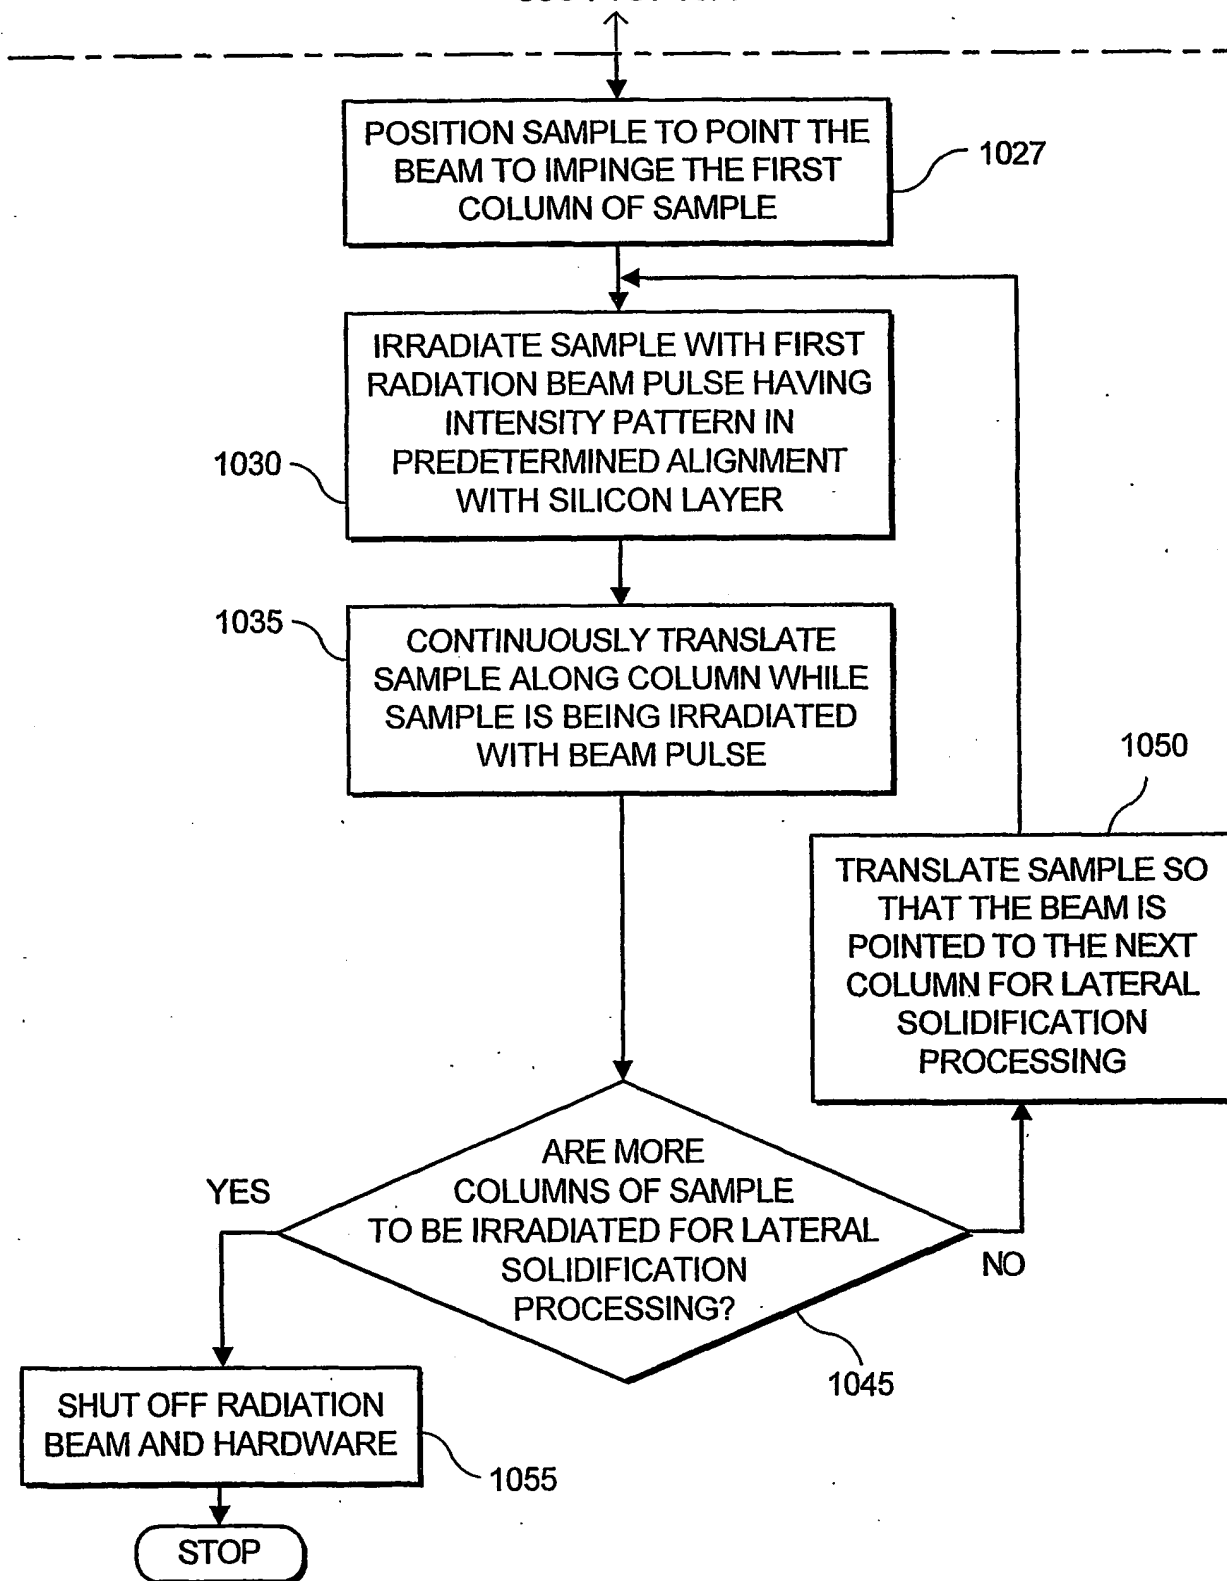 POSITION SAMPLE TO POINT THE
BEAM TO IMPINGE THE FIRST
COLUMN OF SAMPLE
1027
IRRADIATE SAMPLE WITH FIRST
RADIATION BEAM PULSE HAVING
INTENSITY PATTERN IN
PREDETERMINED ALIGNMENT
WITH SILICON LAYER
1030
1035
CONTINUOUSLY TRANSLATE
SAMPLE ALONG COLUMN WHILE
SAMPLE IS BEING IRRADIATED
WITH BEAM PULSE
1050
TRANSLATE SAMPLE SO
THAT THE BEAM IS
POINTED TO THE NEXT
COLUMN FOR LATERAL
SOLIDIFICATION
PROCESSING
ARE MORE
COLUMNS OF SAMPLE
TO BE IRRADIATED FOR LATERAL
SOLIDIFICATION
PROCESSING?
YES
NO
1045
SHUT OFF RADIATION
BEAM AND HARDWARE
1055
STOP